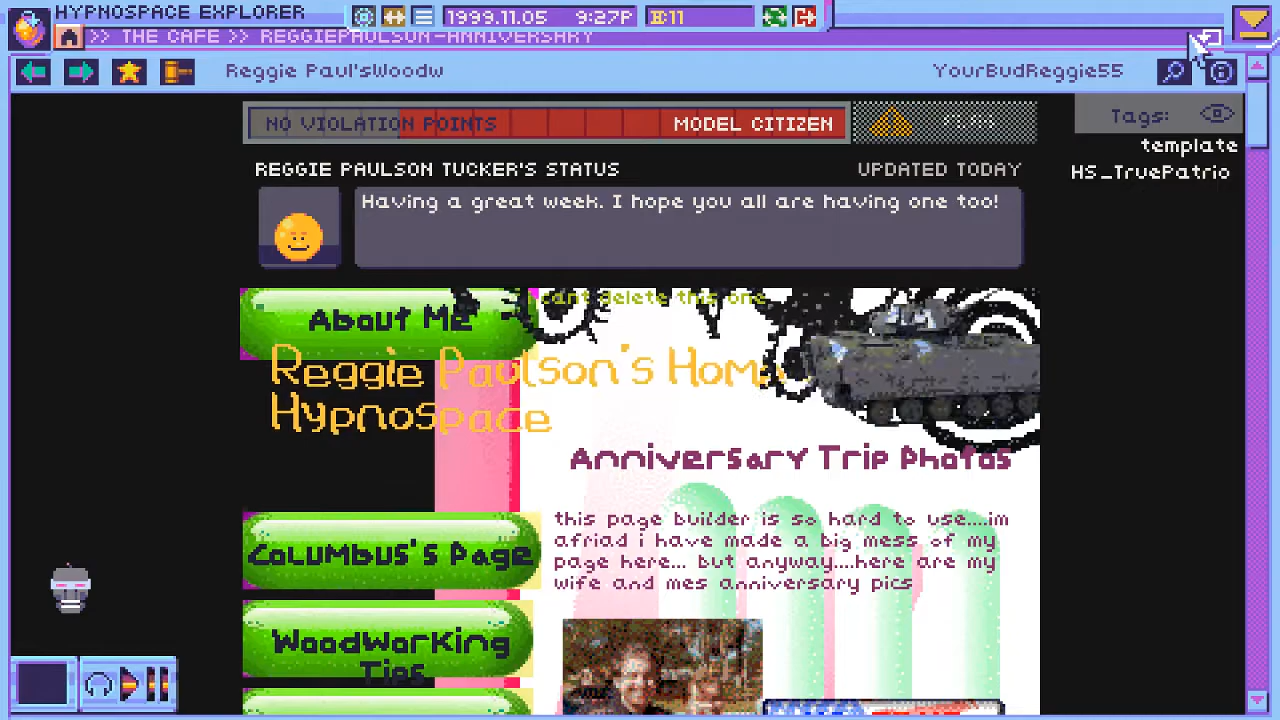 HYPNOSPACE EXPLORER
1999.11.05 9:27P
11
>> THE CAFE >> REGGIEPAULSON-ANNIVERSARY
Reggie Paul'sWoodw
YourBudReggie55
NO VIOLATION POINTS
MODEL CITIZEN
Tags:
template
HS_TruePatrio
REGGIE PAULSON TUCKER'S STATUS
UPDATED TODAY
Having a great week. I hope you all are having one too!
i cant delete this one
About Me
Reggie Paulson's Hom
Hypnospace
Anniversary Trip Photos
this page builder is so hard to use....im
afriad i have made a big mess of my
page here... but anyway....here are my
wife and mes anniversary pics
Columbus's Page
Woodworking
Tips